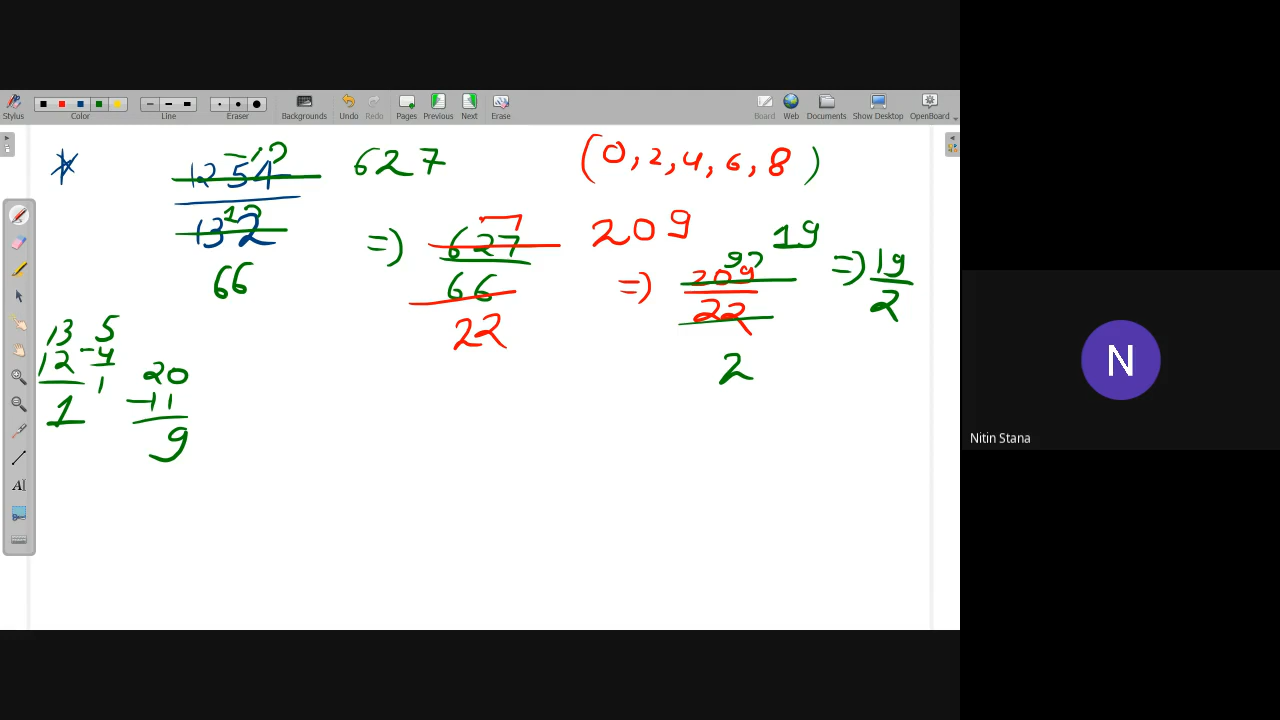 Stylus
Color
Line
Eraser
Backgrounds
Undo
Redo
Pages
Previous
Next
Erase
Board
Web
Documents
Show Desktop
OpenBoard
1254
132
66
627
(0, 2, 4, 6, 8)
=)
627
66
22
209
=)
209
22
2
19
=)
19
2
13
12
1
5
-4
1
20
-11
9
N
Nitin Stana